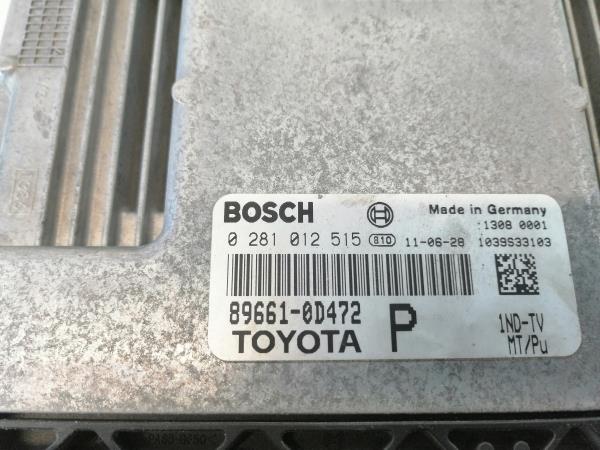 BOSCH
Made in Germany
1308 0001
0 281 012 515 810 11-06-28 1039S33103
89661-0D472
P
1ND-TV
TOYOTA
MT/Pu